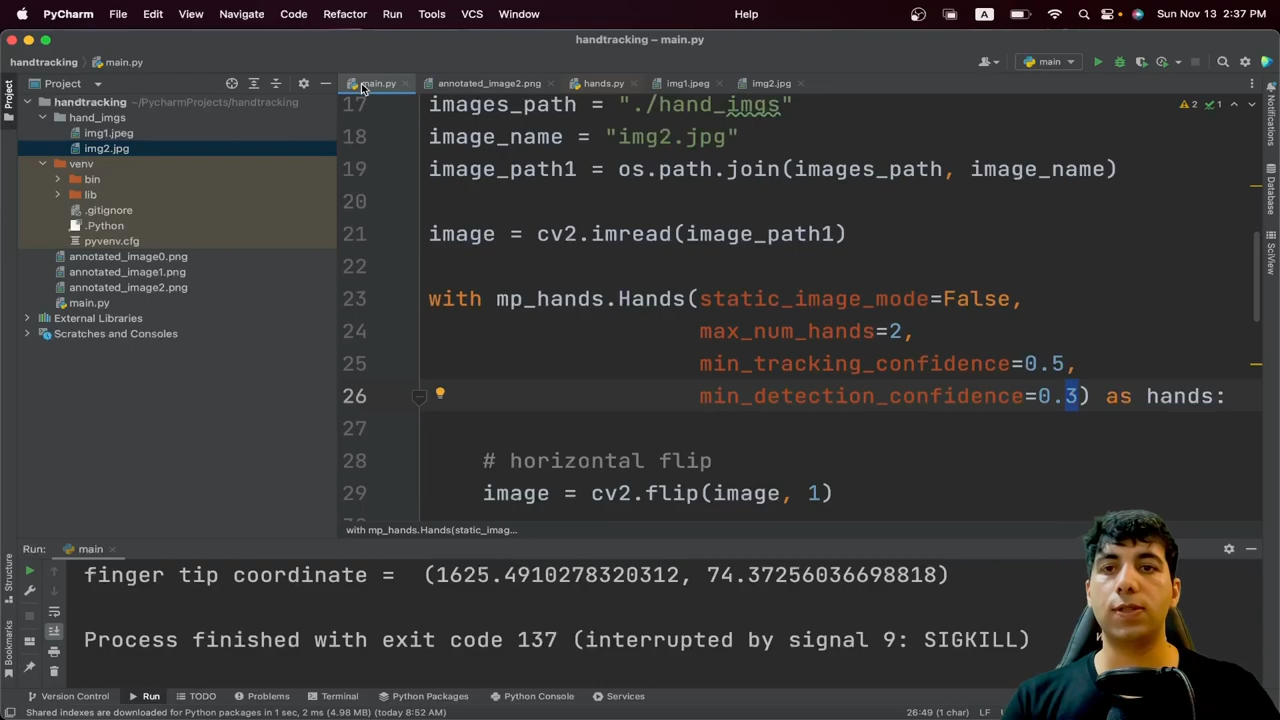 PyCharm File Edit View Navigate Code Refactor Run Tools VCS Window Help A Sun Nov 13 2:37 PM
handtracking – main.py
handtracking main.py main
Project main.py annotated_image2.png hands.py img1.jpeg img2.jpg
Project
Structure
Bookmarks
Notifications
Database
SciView
handtracking ~/PycharmProjects/handtracking
hand_imgs
img1.jpeg
img2.jpg
venv
bin
lib
.gitignore
.Python
pyvenv.cfg
annotated_image0.png
annotated_image1.png
annotated_image2.png
main.py
External Libraries
Scratches and Consoles
2 1
17 images_path = "./hand_imgs"
18 image_name = "img2.jpg"
19 image_path1 = os.path.join(images_path, image_name)
20
21 image = cv2.imread(image_path1)
22
23 with mp_hands.Hands(static_image_mode=False,
24 max_num_hands=2,
25 min_tracking_confidence=0.5,
26 min_detection_confidence=0.3) as hands:
27
28 # horizontal flip
29 image = cv2.flip(image, 1)
with mp_hands.Hands(static_imag...
Run: main
finger tip coordinate = (1625.4910278320312, 74.37256036698818)
Process finished with exit code 137 (interrupted by signal 9: SIGKILL)
Version Control Run TODO Problems Terminal Python Packages Python Console Services
Shared indexes are downloaded for Python packages in 1 sec, 2 ms (4.98 MB) (today 8:52 AM) 26:49 (1 char) LF